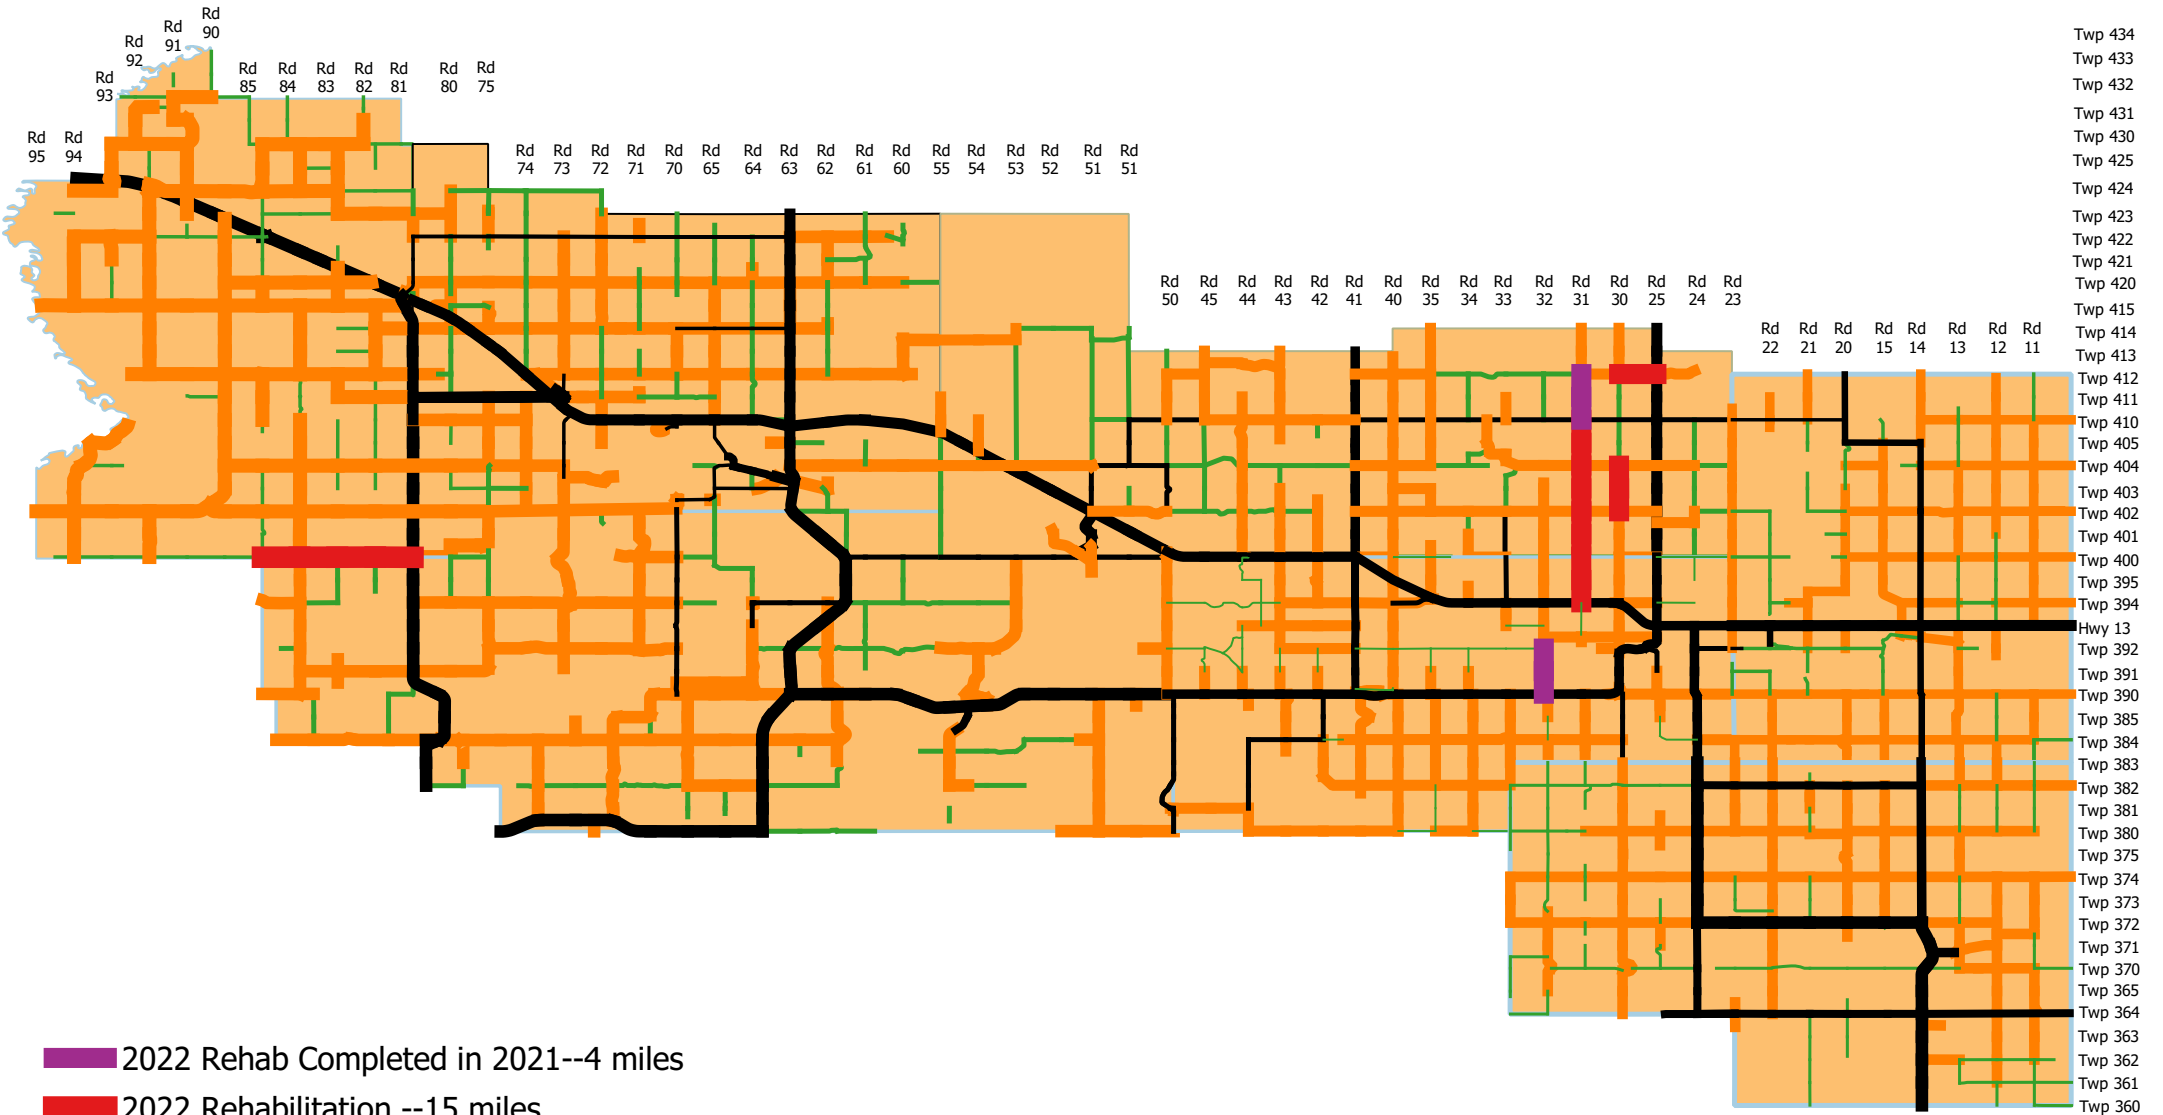 Rd 90
Rd 91
Rd 92
Rd 93
Rd 85
Rd 84
Rd 83
Rd 82
Rd 81
Rd 80
Rd 75
Rd 95
Rd 94
Rd 74
Rd 73
Rd 72
Rd 71
Rd 70
Rd 65
Rd 64
Rd 63
Rd 62
Rd 61
Rd 60
Rd 55
Rd 54
Rd 53
Rd 52
Rd 51
Rd 51
Rd 50
Rd 45
Rd 44
Rd 43
Rd 42
Rd 41
Rd 40
Rd 35
Rd 34
Rd 33
Rd 32
Rd 31
Rd 30
Rd 25
Rd 24
Rd 23
Rd 22
Rd 21
Rd 20
Rd 15
Rd 14
Rd 13
Rd 12
Rd 11
Twp 434
Twp 433
Twp 432
Twp 431
Twp 430
Twp 425
Twp 424
Twp 423
Twp 422
Twp 421
Twp 420
Twp 415
Twp 414
Twp 413
Twp 412
Twp 411
Twp 410
Twp 405
Twp 404
Twp 403
Twp 402
Twp 401
Twp 400
Twp 395
Twp 394
Hwy 13
Twp 392
Twp 391
Twp 390
Twp 385
Twp 384
Twp 383
Twp 382
Twp 381
Twp 380
Twp 375
Twp 374
Twp 373
Twp 372
Twp 371
Twp 370
Twp 365
Twp 364
Twp 363
Twp 362
Twp 361
Twp 360
2022 Rehab Completed in 2021--4 miles
2022 Rehabilitation --15 miles